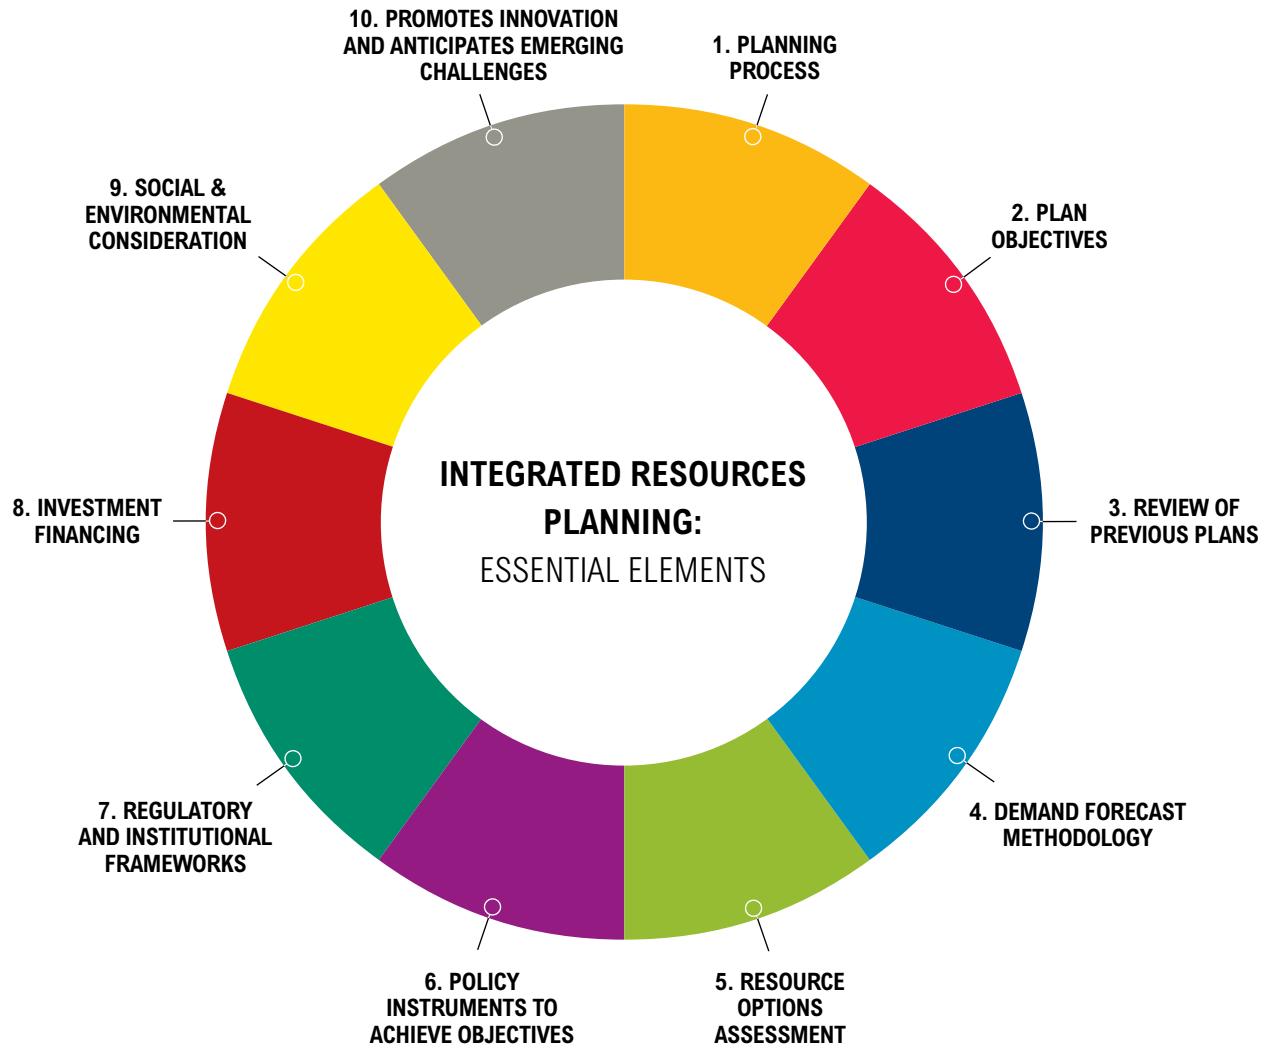 10. PROMOTES INNOVATION
AND ANTICIPATES EMERGING
CHALLENGES
1. PLANNING
PROCESS
2. PLAN
OBJECTIVES
3. REVIEW OF
PREVIOUS PLANS
4. DEMAND FORECAST
METHODOLOGY
5. RESOURCE
OPTIONS
ASSESSMENT
6. POLICY
INSTRUMENTS TO
ACHIEVE OBJECTIVES
7. REGULATORY
AND INSTITUTIONAL
FRAMEWORKS
8. INVESTMENT
FINANCING
9. SOCIAL &
ENVIRONMENTAL
CONSIDERATION
INTEGRATED RESOURCES
PLANNING:
ESSENTIAL ELEMENTS